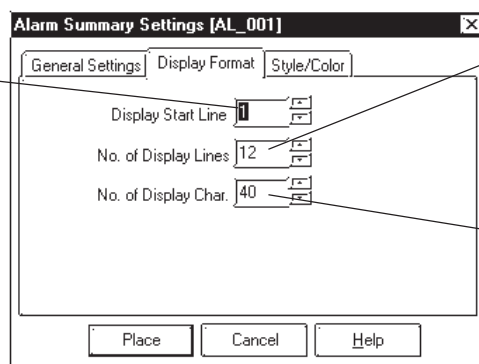 Alarm Summary Settings [AL_001]
General Settings Display Format Style/Color
Display Start Line 1
No. of Display Lines 12
No. of Display Char. 40
Place Cancel Help